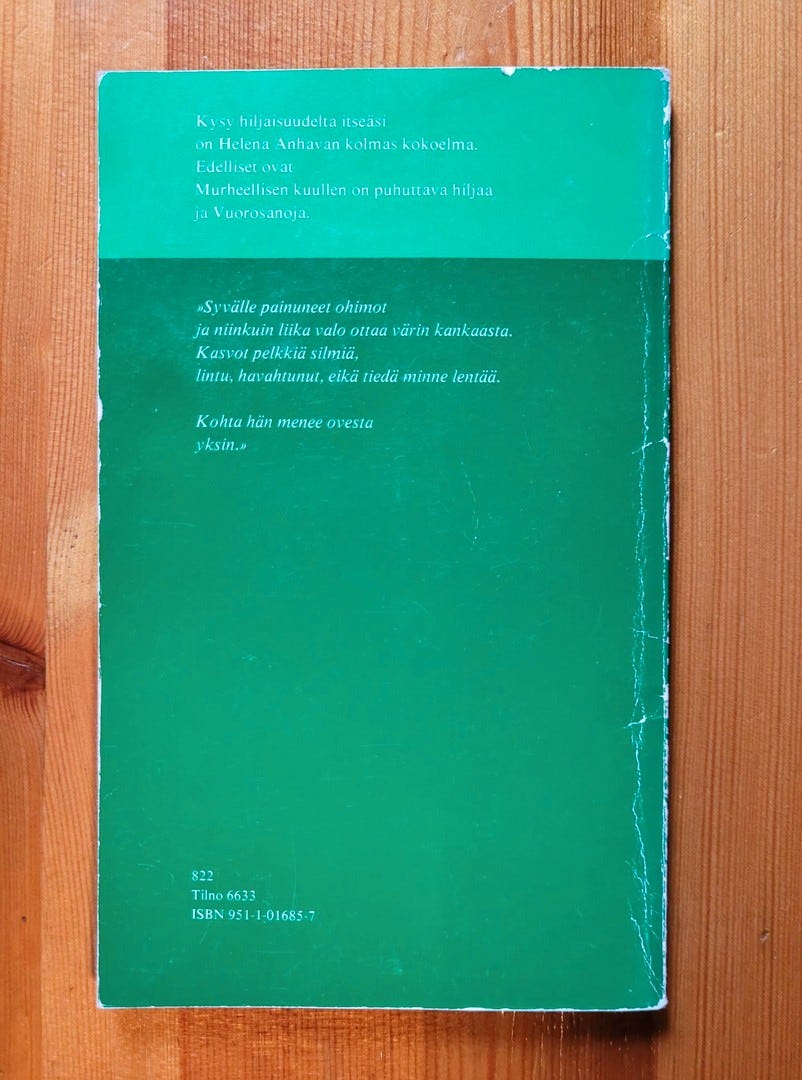 Kysy hiljaisuudelta itseäsi
on Helena Anhavan kolmas kokoelma.
Edelliset ovat
Murheellisen kuullen on puhuttava hiljaa
ja Vuorosanoja.
»Syvälle painuneet ohimot
ja niinkuin liika valo ottaa värin kankaasta.
Kasvot pelkkiä silmiä,
lintu, havahtunut, eikä tiedä minne lentää.
Kohta hän menee ovesta
yksin.»
822
Tilno 6633
ISBN 951-1-01685-7